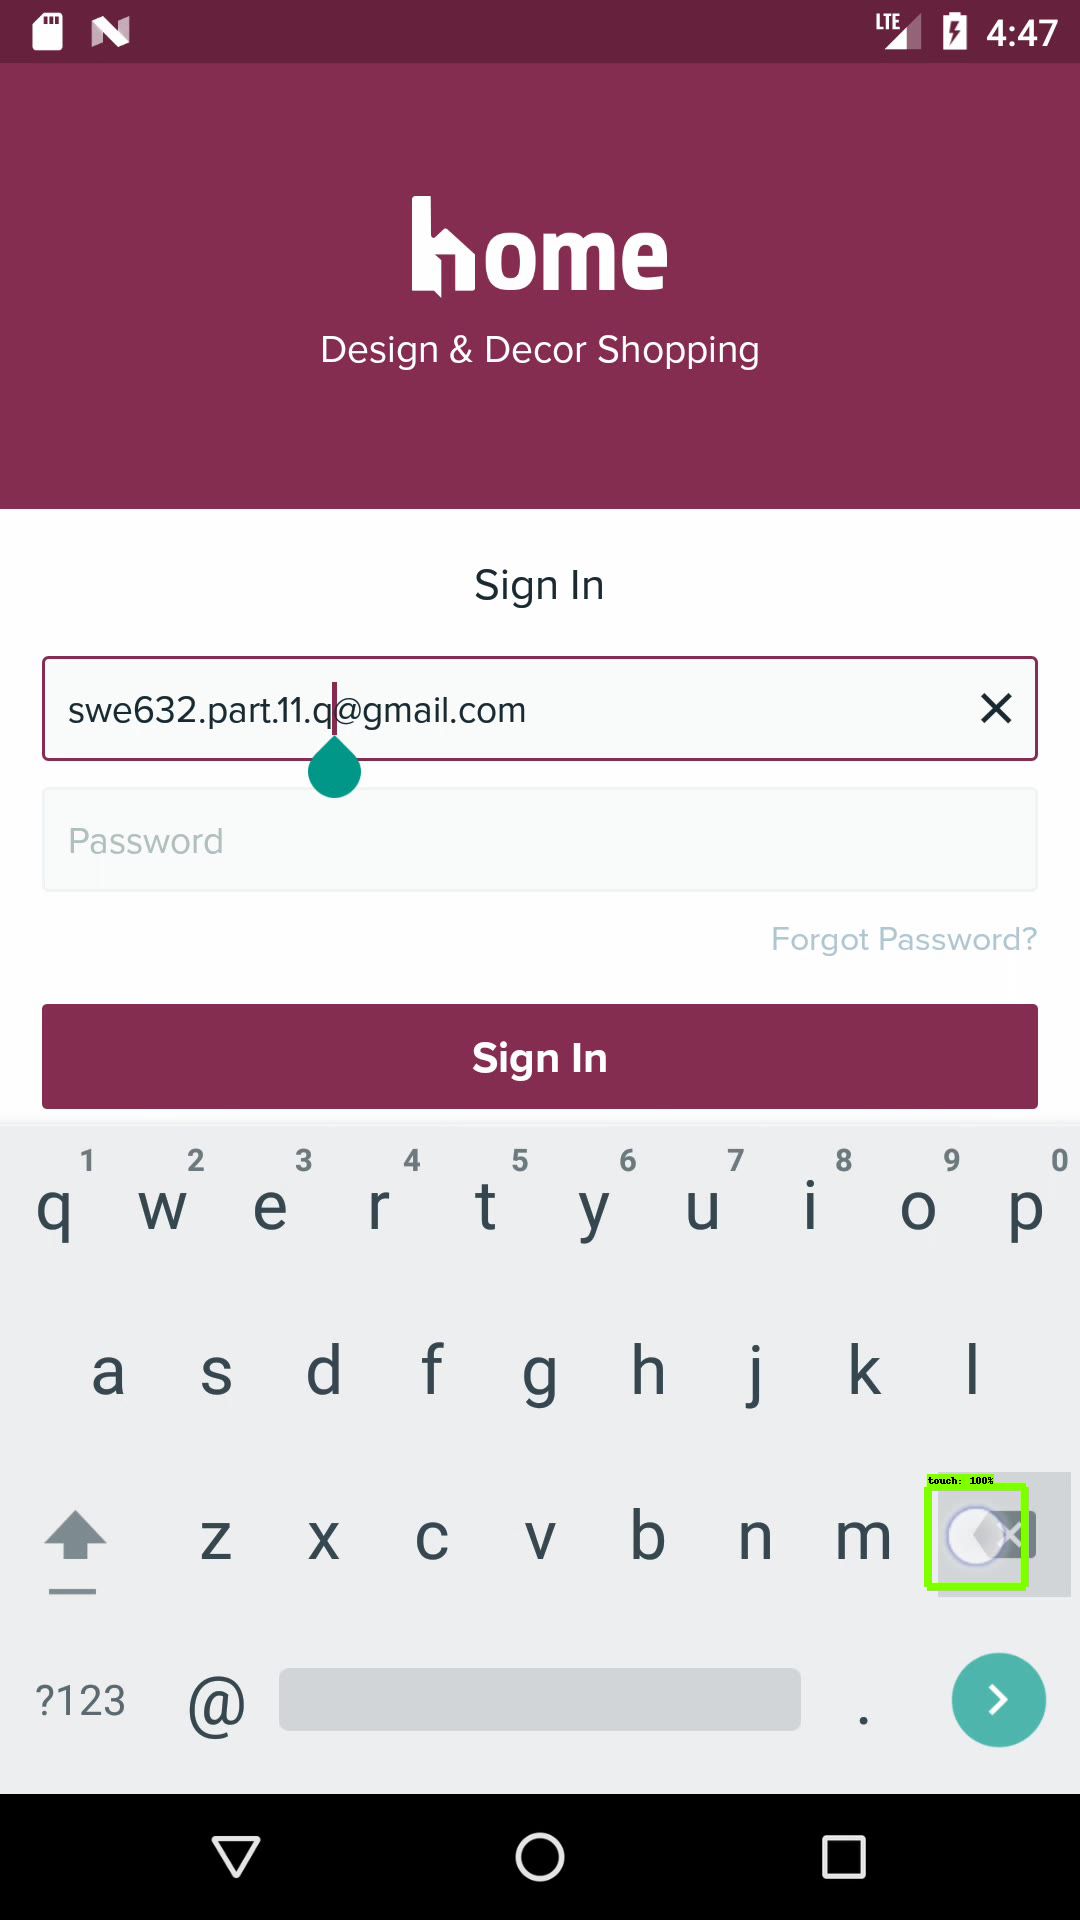 LTE 4:47
home
Design & Decor Shopping
Sign In
swe632.part.11.q@gmail.com
Password
Forgot Password?
Sign In
1 2 3 4 5 6 7 8 9 0
q w e r t y u i o p
a s d f g h j k l
touch: 100%
z x c v b n m
?123 @ .